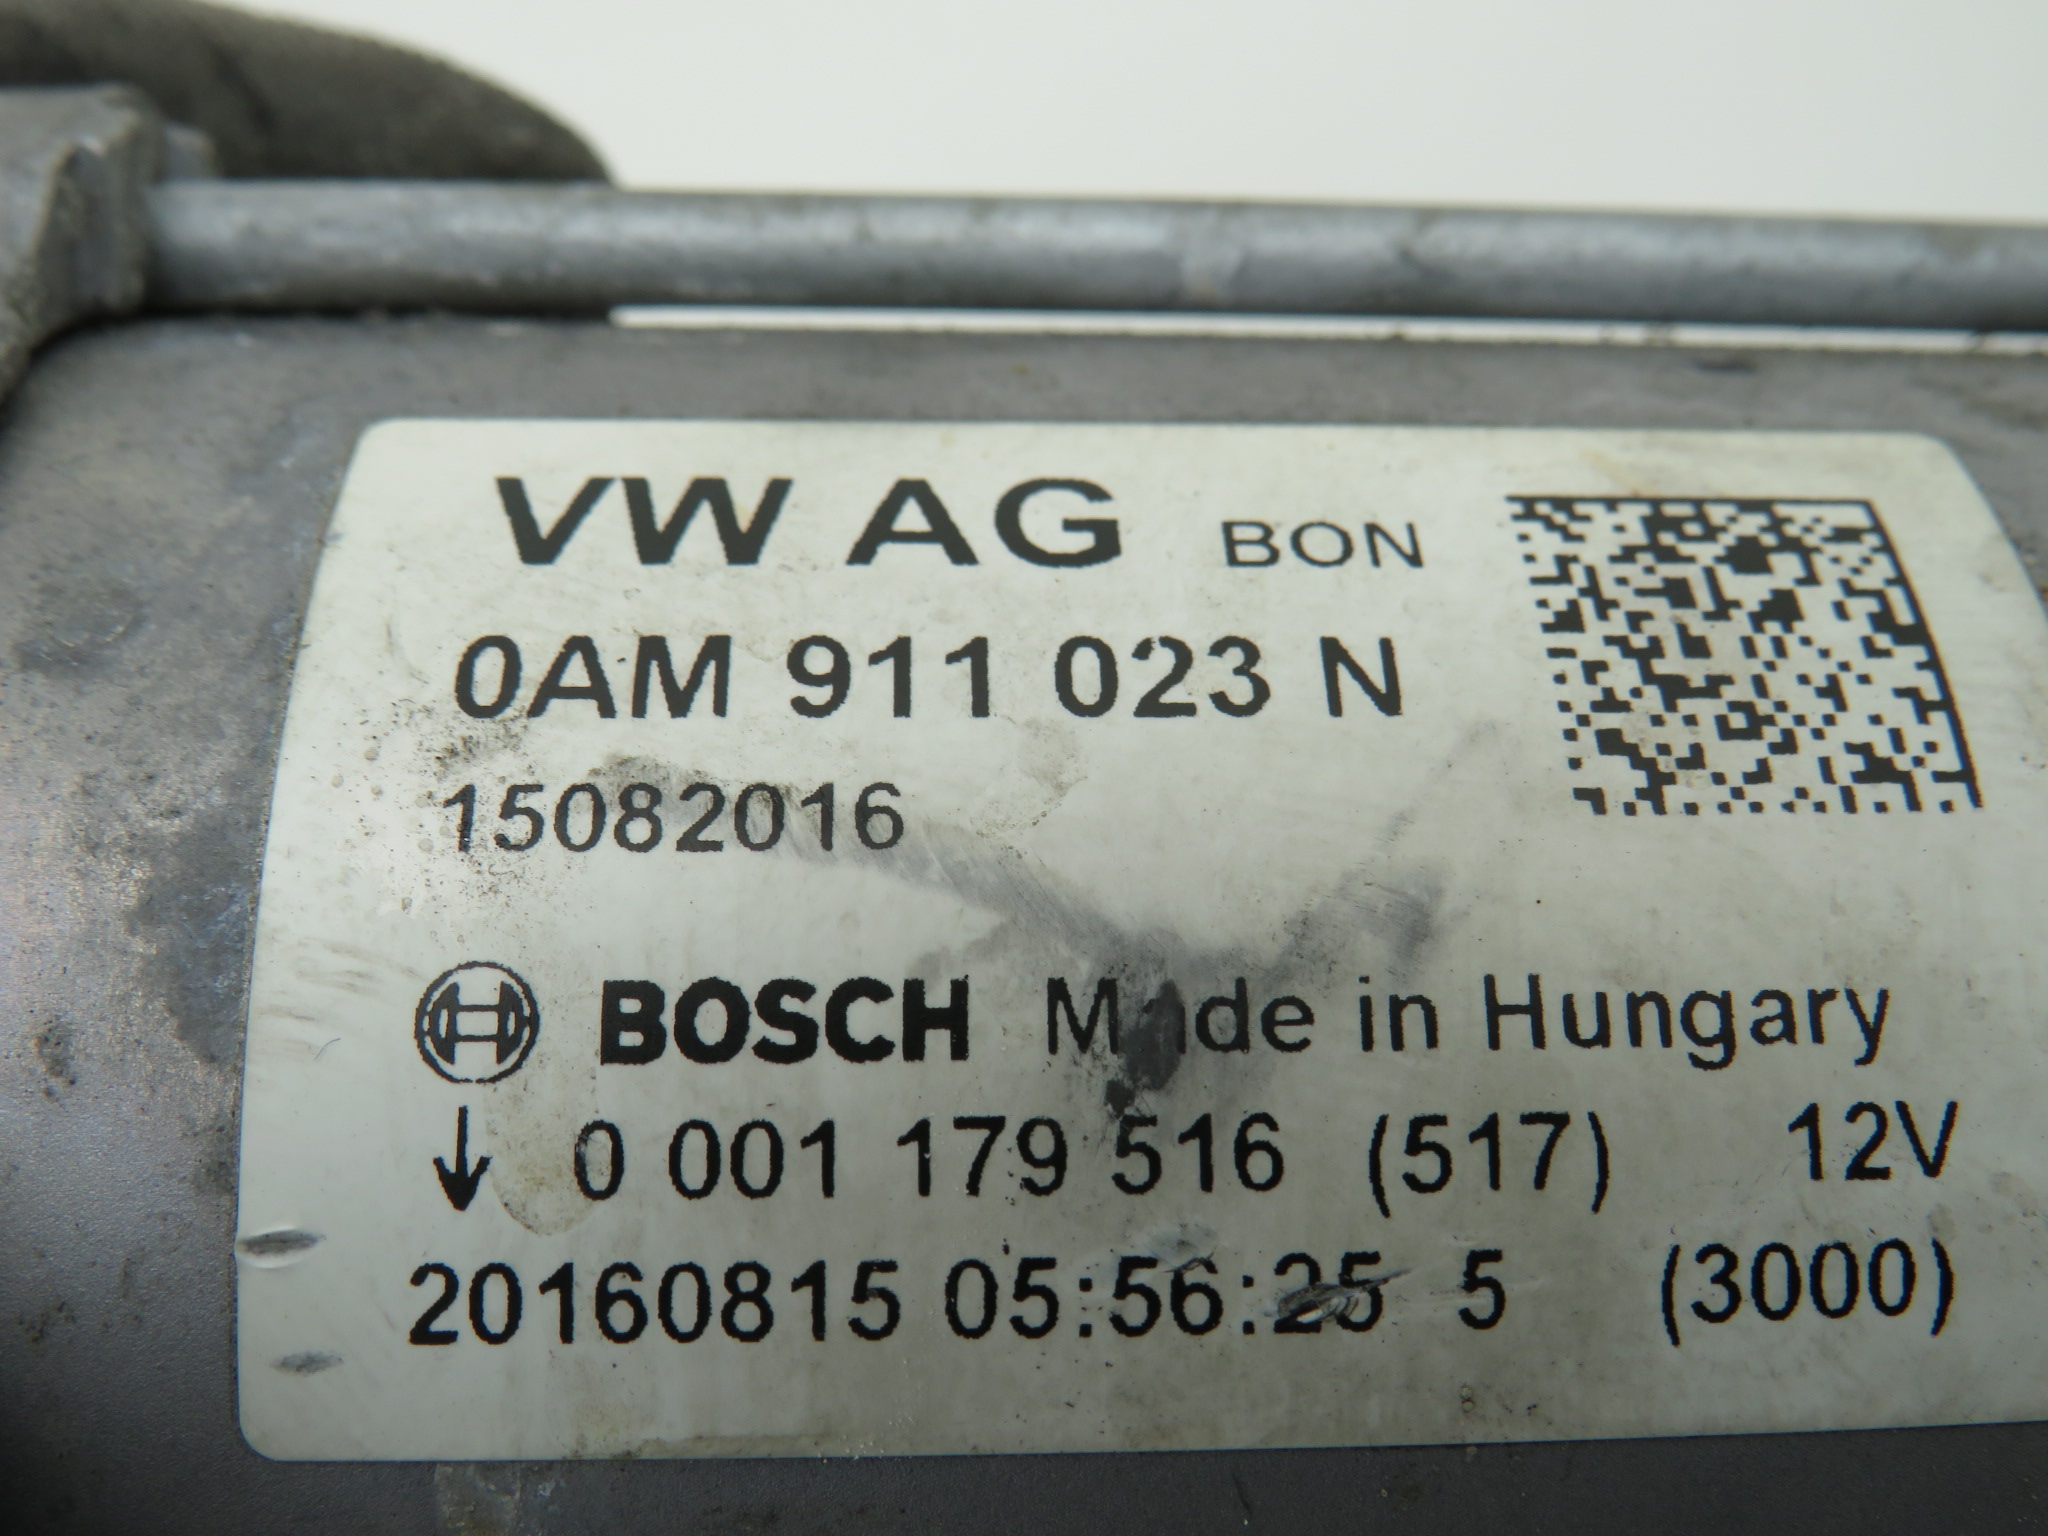 VW AG BON
0AM 911 023 N
15082016
BOSCH Made in Hungary
↓ 0 001 179 516 (517) 12V
20160815 05:56:25 5 (3000)